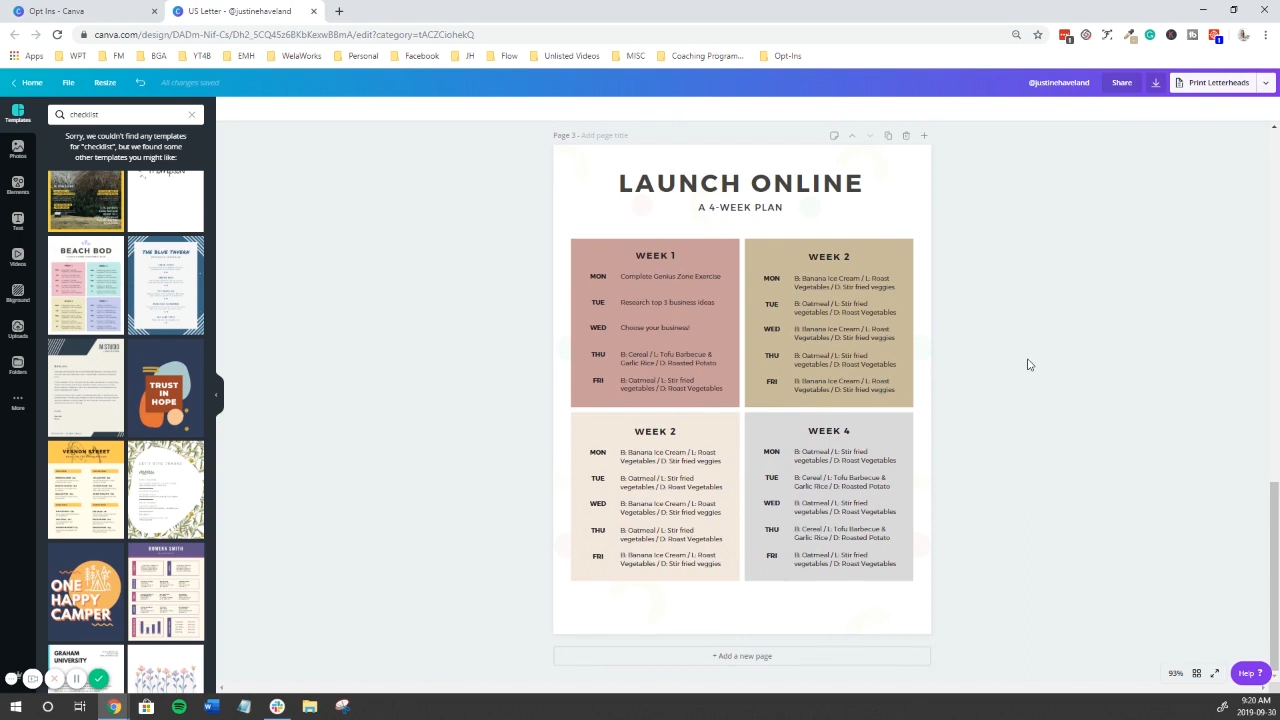 Opt Ins - Canva
US Letter - @justinehaveland
canva.com/design/DADm-Nif-Cs/Dh2_SCQ4Sz6BKbKexwB8mA/edit?category=tACZCkIhekQ
Apps WPT FM BGA YT4B EMH WelaWorks Personal Facebook JH Flow Unlisted Videos MISC Coaching Program... Opt-Ins
Home File Resize All changes saved @justinehaveland Share Print Letterheads
Templates
Photos
Elements
Text
Videos
Bkground
Uploads
Folders
More
checklist
Sorry, we couldn't find any templates
for "checklist", but we found some
other templates you might like:
BEACH BOD
THE BLUE TAVERN
M STUDIO
TRUST
IN
HOPE
VERNON STREET
ONE
HAPPY
CAMPER
ROWENA SMITH
GRAHAM
UNIVERSITY
Page 3 - Add page title
LAUNCH ONLINE
A 4-WEEK PLAN
WEEK 1
MON Complete Genius Zone Exercise
TUE Research top 3 business ideas
WED Choose your business!
THU B: Cereal / L: Tofu Barbecue &
Garlic Rice / D: Roasted Potato
FRI B: Oatmeal / L: Stir fried
vegetables / D: Roast Vegetables
WEEK 2
MON B: Banana Ice Cream / L: Roast
Vegetables / D: Stir fried veggies
TUE B: Oatmeal / L: Stir fried
vegetables / D: Roast Vegetables
WED B: Banana Ice Cream / L: Roast
Vegetables / D: Stir fried veggies
THU B: Oatmeal / L: Stir fried
vegetables / D: Roast Vegetables
FRI B: Banana Ice Cream / L: Roast
Vegetables / D: Stir fried veggies
WEEK 2
MON B: Banana Ice Cream / L: Roast
Vegetables / D: Stir fried veggies
TUE B: Oatmeal / L: Stir fried
vegetables / D: Roast Vegetables
WED B: Banana Ice Cream / L: Roast
Vegetables / D: Stir fried veggies
THU B: Oatmeal / L: Stir fried
vegetables / D: Roast Vegetables
FRI B: Banana Ice Cream / L: Roast
Vegetables / D: Stir fried veggies
WEEK 4
MON B: Oatmeal / L: Stir fried
vegetables / D: Roast Vegetables
TUE B: Cereal / L: Tofu Barbecue &
Garlic Rice / D: Roasted Potato
WED B: Oatmeal / L: Stir fried
vegetables / D: Roast Vegetables
THU B: Cereal / L: Tofu Barbecue &
Garlic Rice / D: Roasted Potato
FRI B: Oatmeal / L: Stir fried
vegetables / D: Roast Vegetables
+ Add a new page
93%
Help ?
9:20 AM
2019-09-30